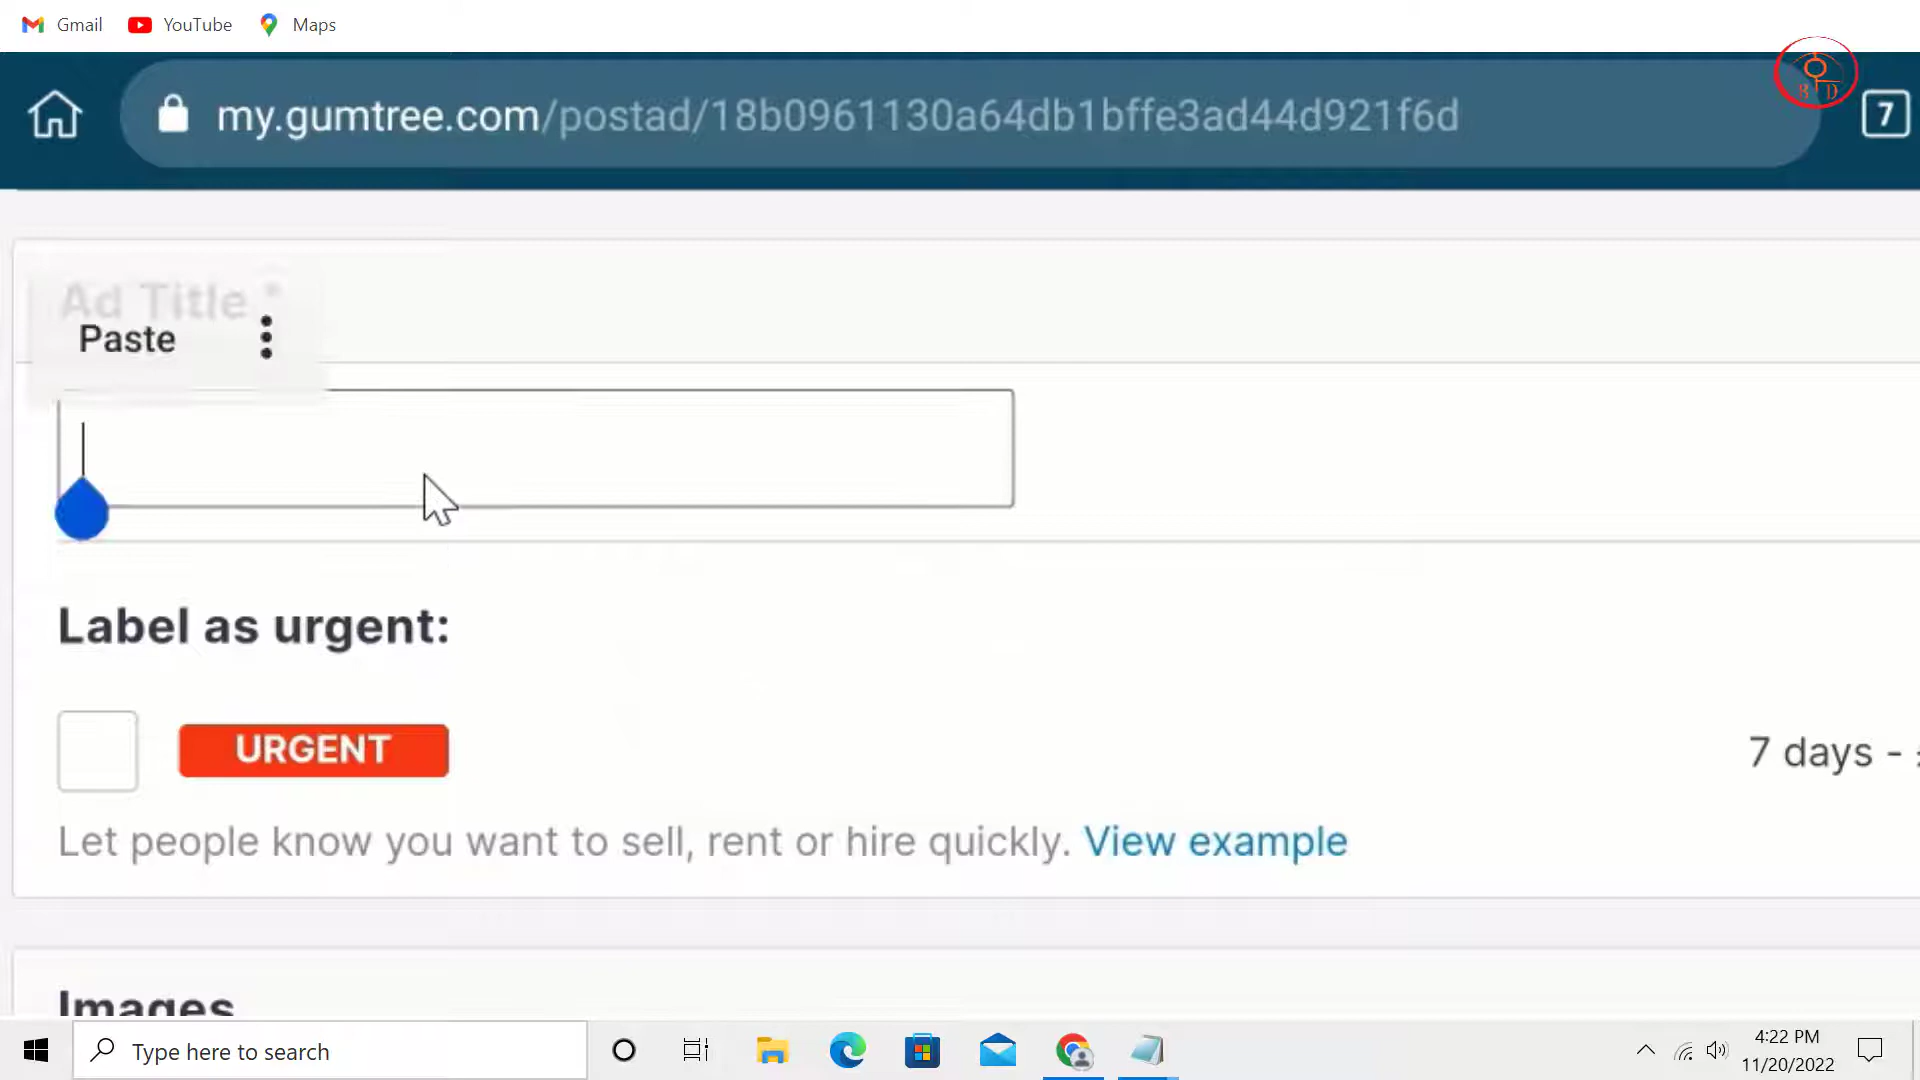 Gmail YouTube Maps
B D
my.gumtree.com/postad/18b0961130a64db1bffe3ad44d921f6d 7
Ad Title *
Paste
Label as urgent:
URGENT 7 days -
Let people know you want to sell, rent or hire quickly. View example
Images
Type here to search
4:22 PM
11/20/2022